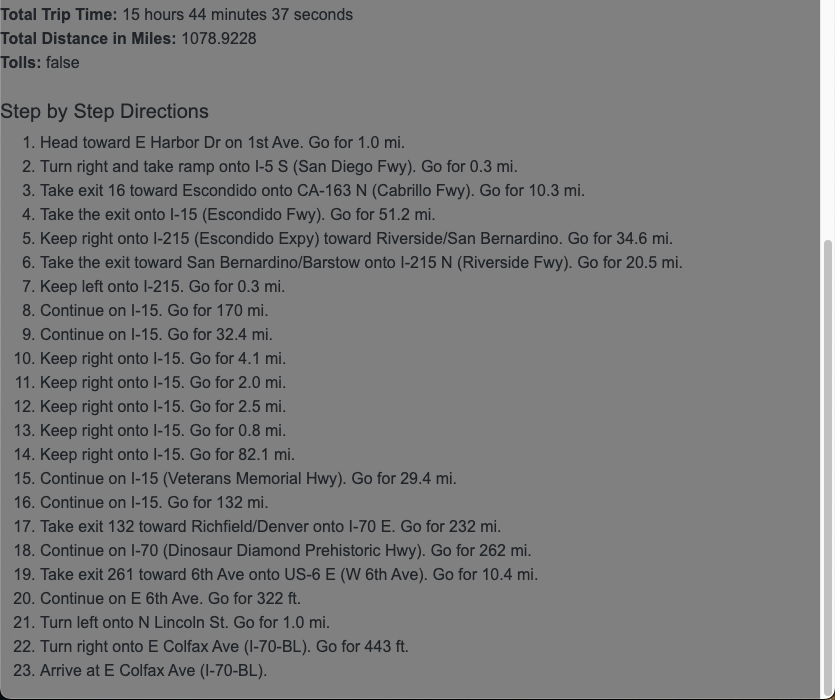 Total Trip Time: 15 hours 44 minutes 37 seconds
Total Distance in Miles: 1078.9228
Tolls: false
Step by Step Directions
1. Head toward E Harbor Dr on 1st Ave. Go for 1.0 mi.
2. Turn right and take ramp onto I-5 S (San Diego Fwy). Go for 0.3 mi.
3. Take exit 16 toward Escondido onto CA-163 N (Cabrillo Fwy). Go for 10.3 mi.
4. Take the exit onto I-15 (Escondido Fwy). Go for 51.2 mi.
5. Keep right onto I-215 (Escondido Expy) toward Riverside/San Bernardino. Go for 34.6 mi.
6. Take the exit toward San Bernardino/Barstow onto I-215 N (Riverside Fwy). Go for 20.5 mi.
7. Keep left onto I-215. Go for 0.3 mi.
8. Continue on I-15. Go for 170 mi.
9. Continue on I-15. Go for 32.4 mi.
10. Keep right onto I-15. Go for 4.1 mi.
11. Keep right onto I-15. Go for 2.0 mi.
12. Keep right onto I-15. Go for 2.5 mi.
13. Keep right onto I-15. Go for 0.8 mi.
14. Keep right onto I-15. Go for 82.1 mi.
15. Continue on I-15 (Veterans Memorial Hwy). Go for 29.4 mi.
16. Continue on I-15. Go for 132 mi.
17. Take exit 132 toward Richfield/Denver onto I-70 E. Go for 232 mi.
18. Continue on I-70 (Dinosaur Diamond Prehistoric Hwy). Go for 262 mi.
19. Take exit 261 toward 6th Ave onto US-6 E (W 6th Ave). Go for 10.4 mi.
20. Continue on E 6th Ave. Go for 322 ft.
21. Turn left onto N Lincoln St. Go for 1.0 mi.
22. Turn right onto E Colfax Ave (I-70-BL). Go for 443 ft.
23. Arrive at E Colfax Ave (I-70-BL).